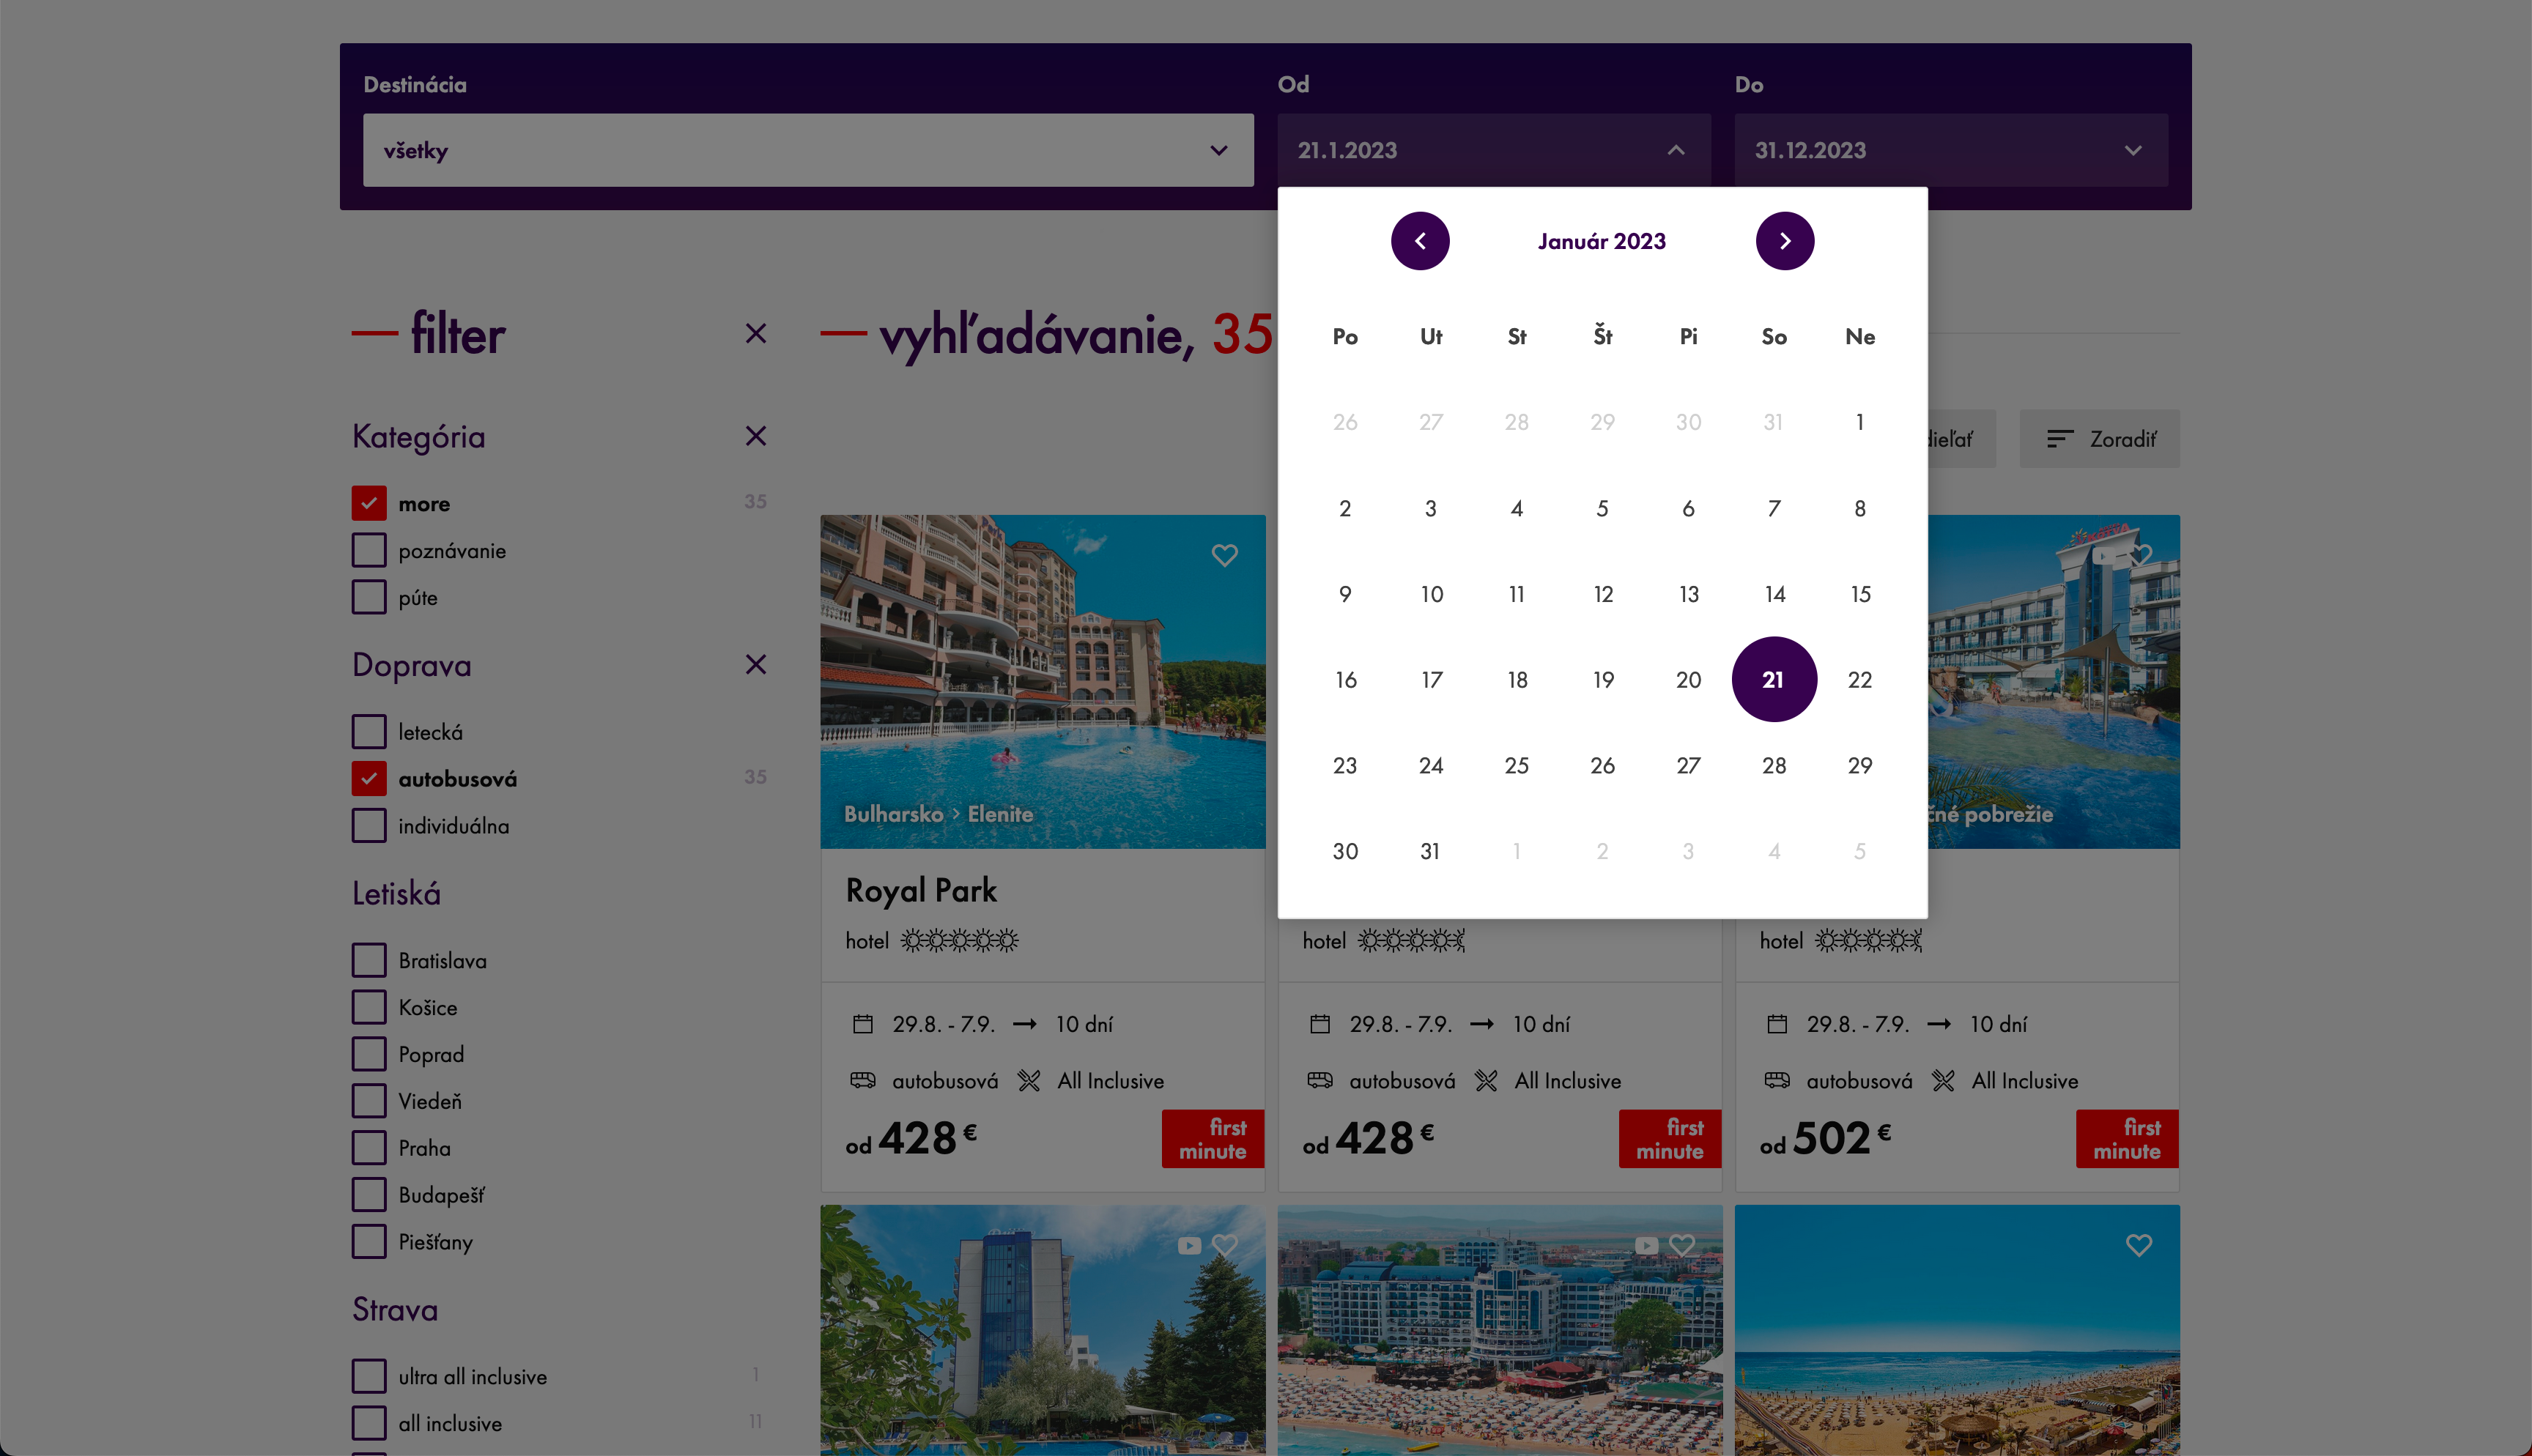 Destinácia
Od
Do
všetky
21.1.2023
31.12.2023
Január 2023
Po Ut St Št Pi So Ne
26 27 28 29 30 31 1
2 3 4 5 6 7 8
9 10 11 12 13 14 15
16 17 18 19 20 21 22
23 24 25 26 27 28 29
30 31 1 2 3 4 5
filter
Kategória
more 35
poznávanie
púte
Doprava
letecká
autobusová 35
individuálna
Letiská
Bratislava
Košice
Poprad
Viedeň
Praha
Budapešť
Piešťany
Strava
ultra all inclusive 1
all inclusive 11
vyhľadávanie, 35
Zoradiť
Bulharsko > Elenite
Royal Park
hotel
29.8. - 7.9. → 10 dní
autobusová All Inclusive
od 428 €
first
minute
hotel
29.8. - 7.9. → 10 dní
autobusová All Inclusive
od 428 €
first
minute
pobrežie
hotel
29.8. - 7.9. → 10 dní
autobusová All Inclusive
od 502 €
first
minute